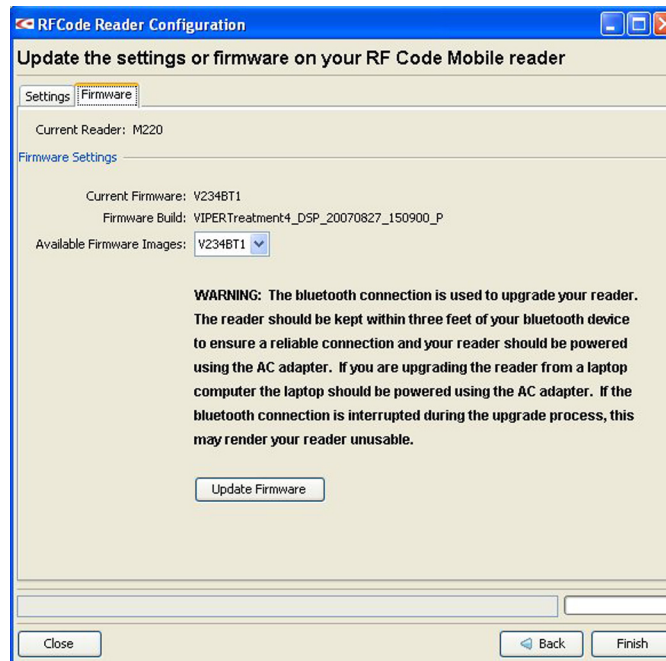 RFCode Reader Configuration
Update the settings or firmware on your RF Code Mobile reader
Settings Firmware
Current Reader: M220
Firmware Settings
Current Firmware: V234BT1
Firmware Build: VIPERTreatment4_DSP_20070827_150900_P
Available Firmware Images: V234BT1
WARNING: The bluetooth connection is used to upgrade your reader.
The reader should be kept within three feet of your bluetooth device
to ensure a reliable connection and your reader should be powered
using the AC adapter. If you are upgrading the reader from a laptop
computer the laptop should be powered using the AC adapter. If the
bluetooth connection is interrupted during the upgrade process, this
may render your reader unusable.
Update Firmware
Close Back Finish